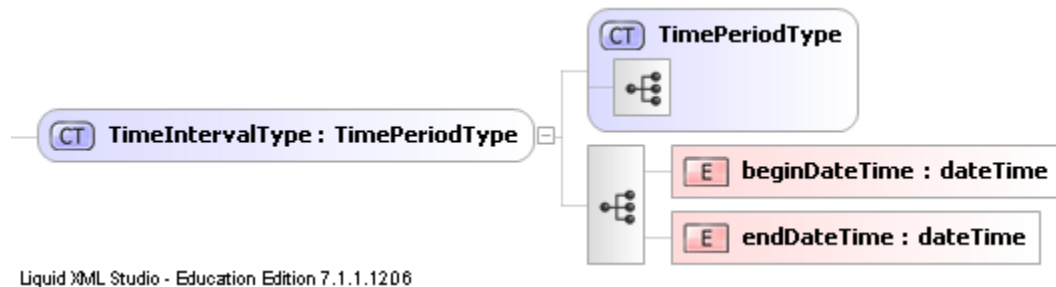 CT TimePeriodType
CT TimeIntervalType : TimePeriodType
E beginDateTime : dateTime
E endDateTime : dateTime
Liquid XML Studio - Education Edition 7.1.1.1206